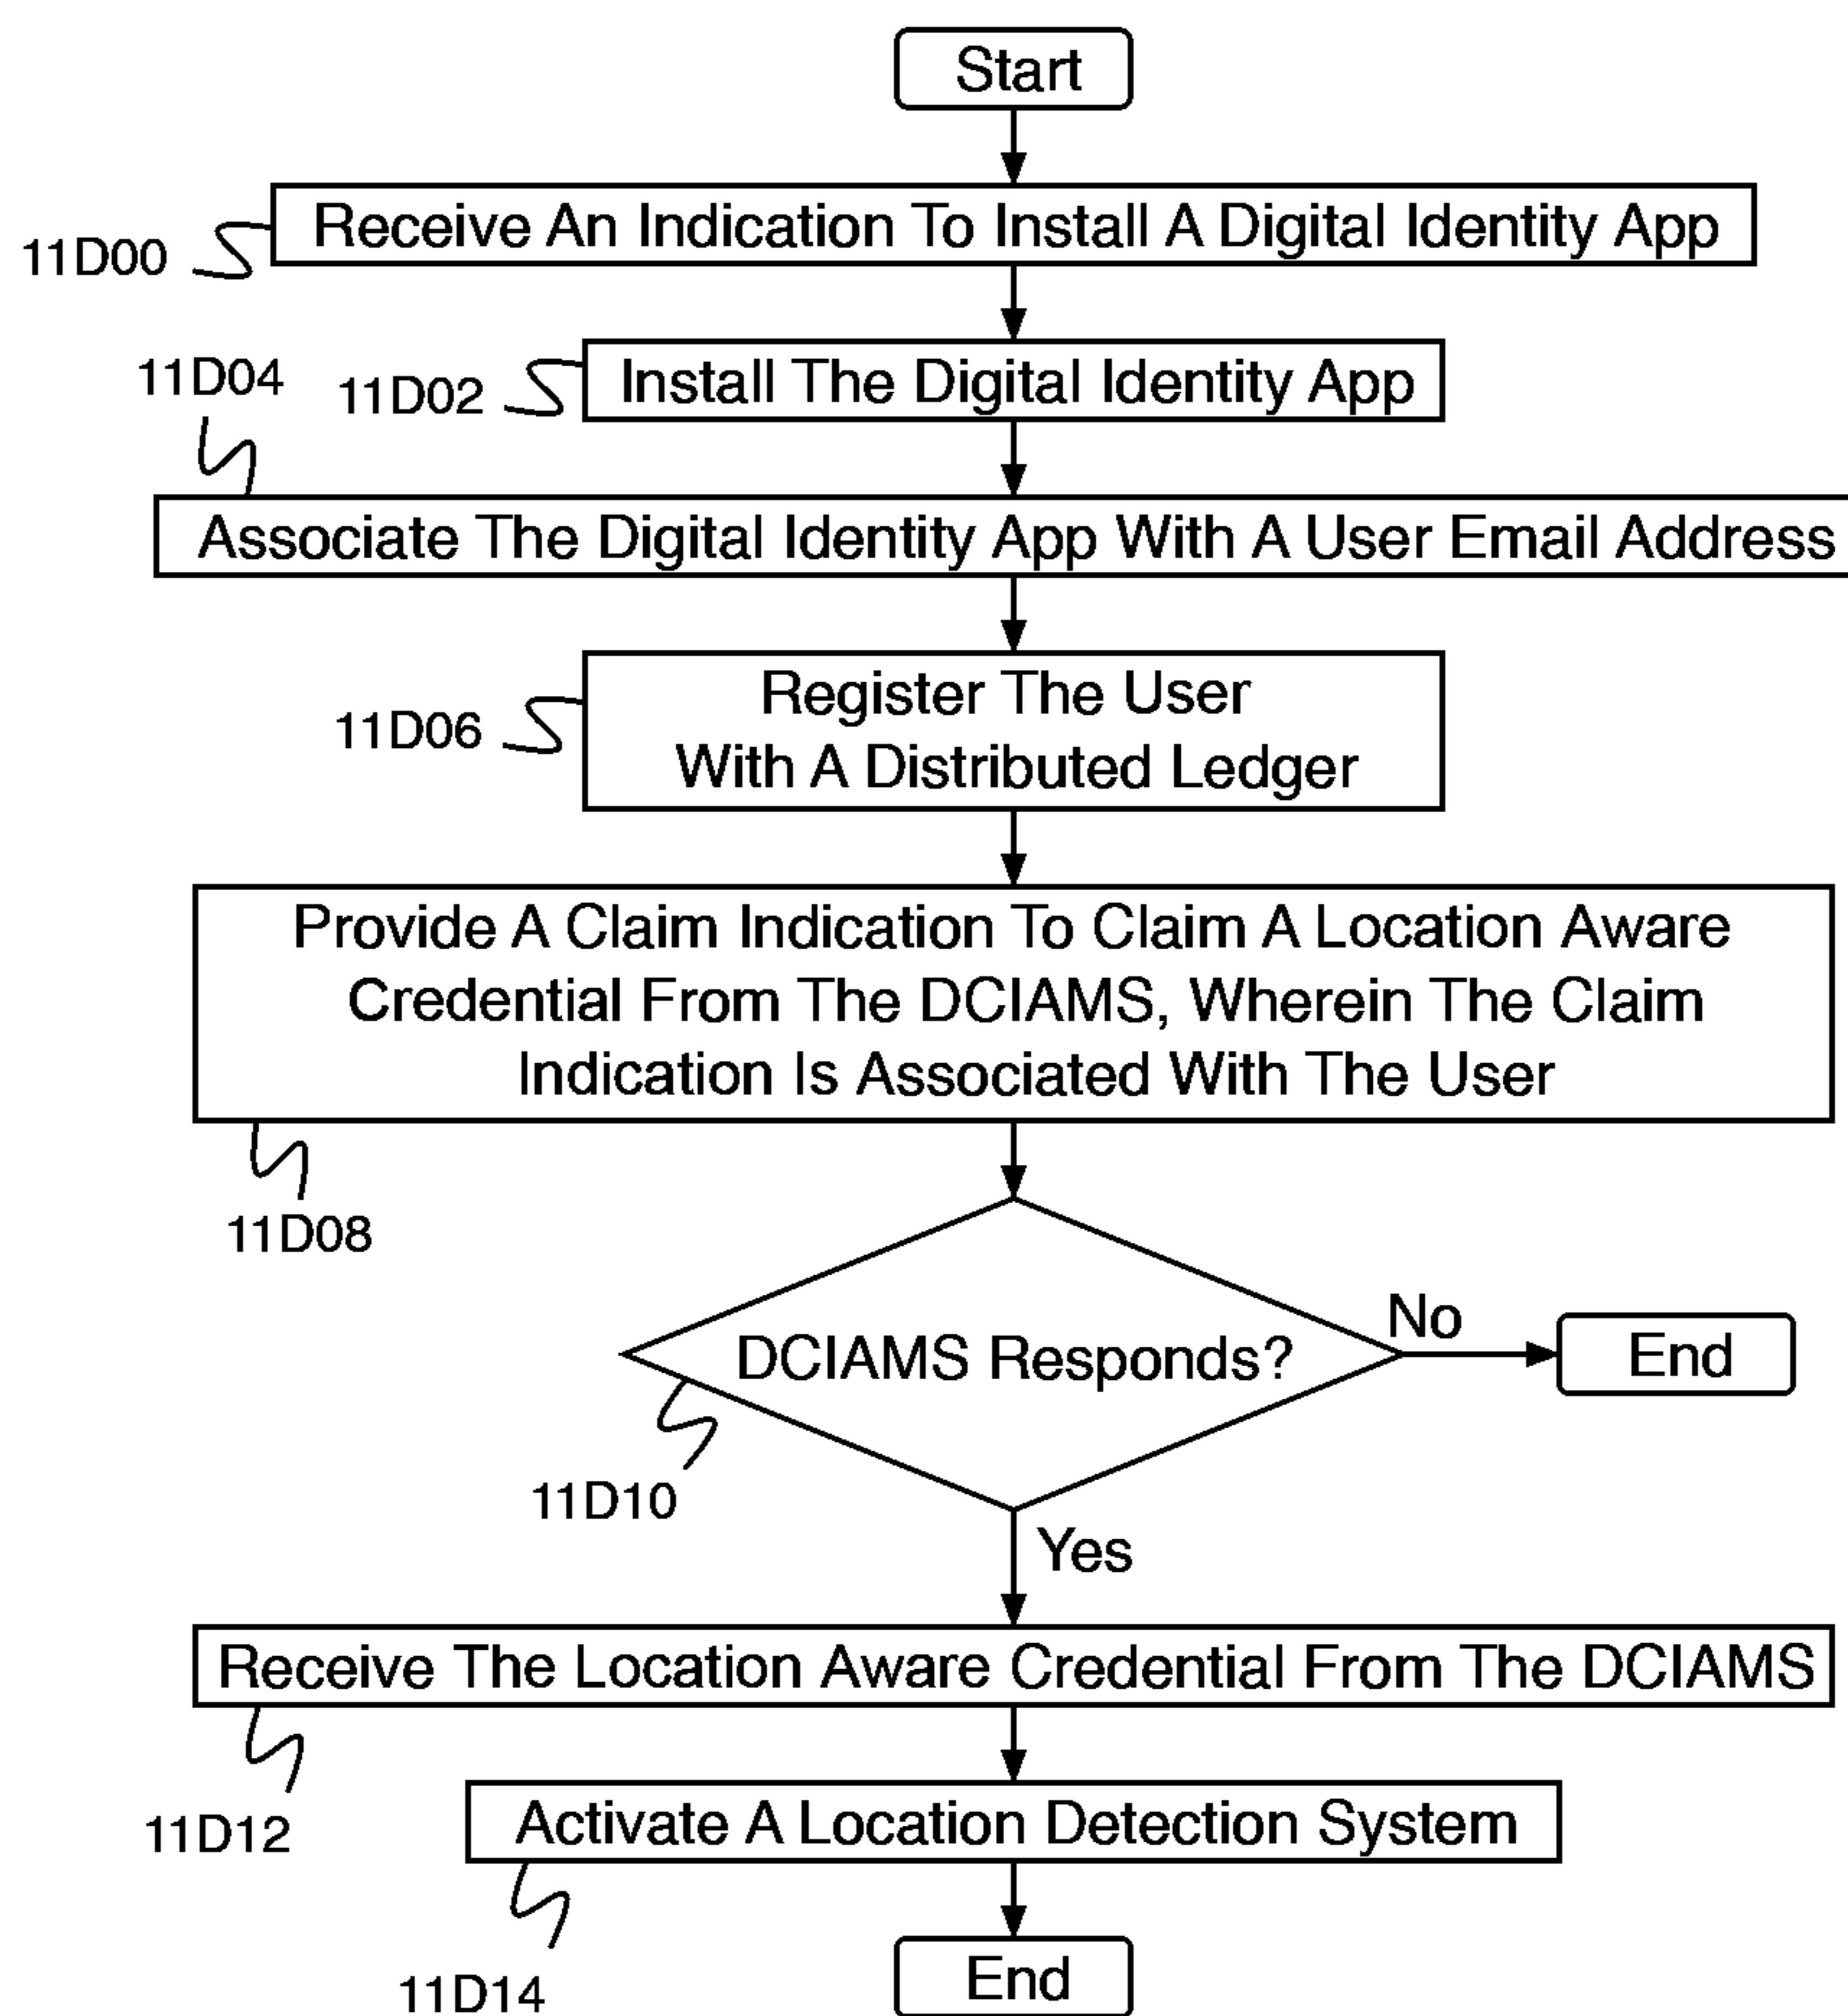 Start
11D00
Receive An Indication To Install A Digital Identity App
11D04
11D02
Install The Digital Identity App
Associate The Digital Identity App With A User Email Address
11D06
Register The User
With A Distributed Ledger
Provide A Claim Indication To Claim A Location Aware
Credential From The DCIAMS, Wherein The Claim
Indication Is Associated With The User
11D08
DCIAMS Responds?
No
End
11D10
Yes
Receive The Location Aware Credential From The DCIAMS
11D12
Activate A Location Detection System
11D14
End